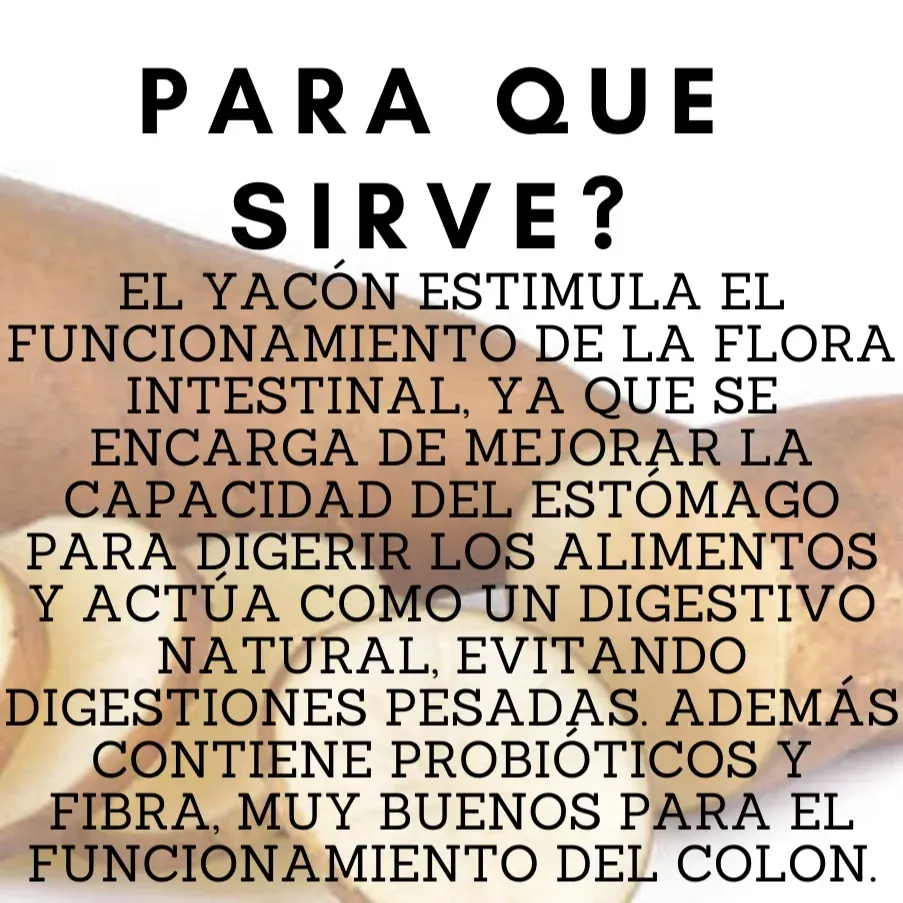 PARA QUE
SIRVE?
EL YACÓN ESTIMULA EL
FUNCIONAMIENTO DE LA FLORA
INTESTINAL, YA QUE SE
ENCARGA DE MEJORAR LA
CAPACIDAD DEL ESTÓMAGO
PARA DIGERIR LOS ALIMENTOS
Y ACTÚA COMO UN DIGESTIVO
NATURAL, EVITANDO
DIGESTIONES PESADAS. ADEMÁS
CONTIENE PROBIÓTICOS Y
FIBRA, MUY BUENOS PARA EL
FUNCIONAMIENTO DEL COLON.